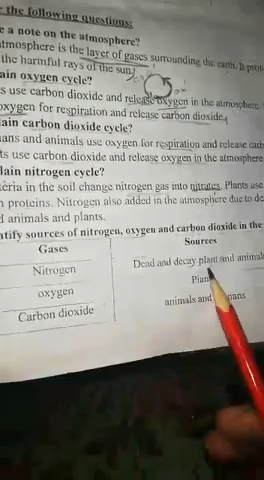 r the following questions:
e a note on the atmosphere?
atmosphere is the layer of gases surrounding the earth. It prote
the harmful rays of the sun.
ain oxygen cycle?
s use carbon dioxide and release oxygen in the atmosphere.
oxygen for respiration and release carbon dioxide.
lain carbon dioxide cycle?
ans and animals use oxygen for respiration and release carb
ts use carbon dioxide and release oxygen in the atmosphere
lain nitrogen cycle?
teria in the soil change nitrogen gas into nitrates. Plants use
n proteins. Nitrogen also added in the atmosphere due to de
d animals and plants.
ntify sources of nitrogen, oxygen and carbon dioxide in the
Gases Sources
Nitrogen Dead and decay plant and animals
oxygen Plan
Carbon dioxide animals and mans